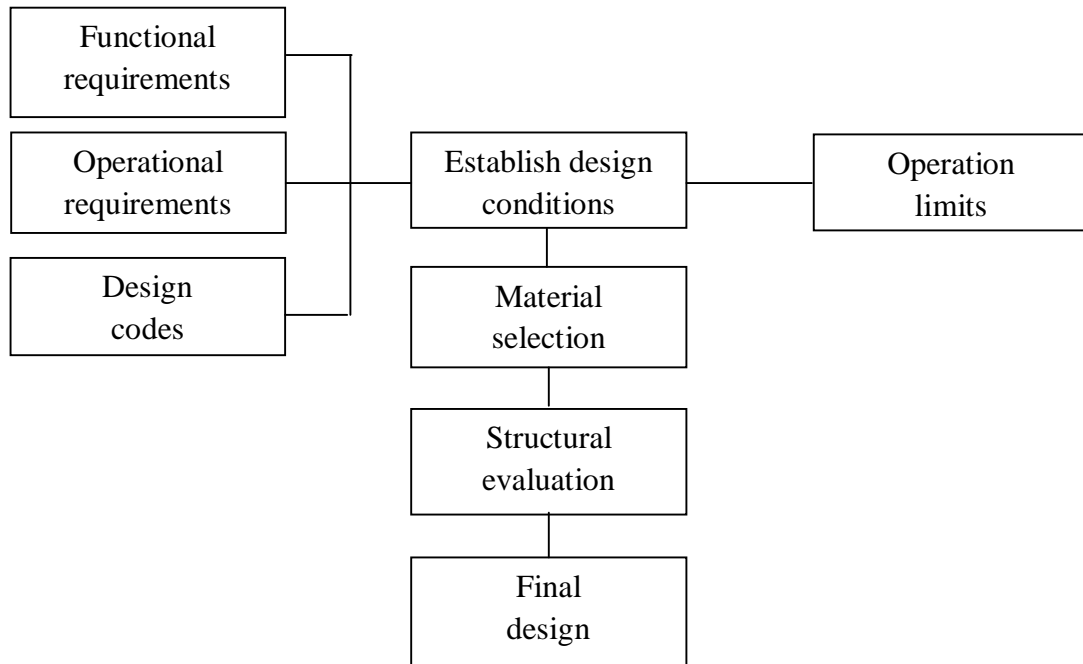 Functional
requirements
Operational
requirements
Design
codes
Establish design
conditions
Operation
limits
Material
selection
Structural
evaluation
Final
design